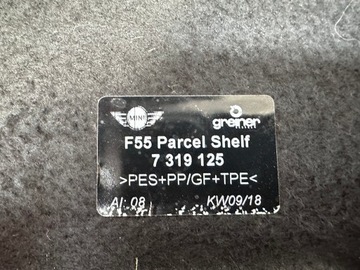 MINI
greiner
F55 Parcel Shelf
7 319 125
>PES+PP/GF+TPE<
AI: 08 KW09/18